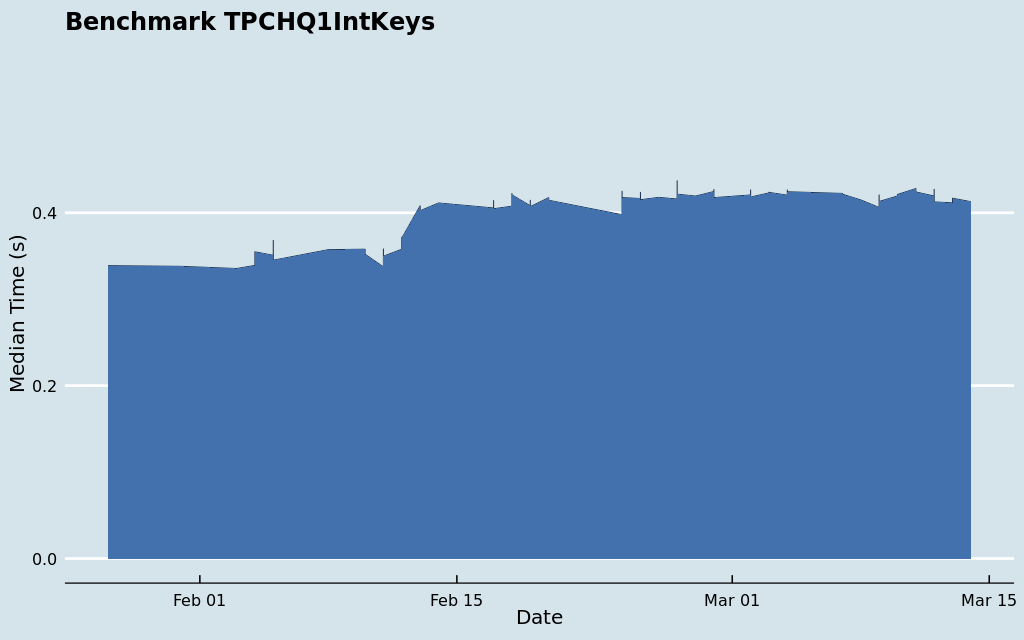 Benchmark TPCHQ1IntKeys
Median Time (s)
0.4
0.2
0.0
Feb 01
Feb 15
Mar 01
Mar 15
Date